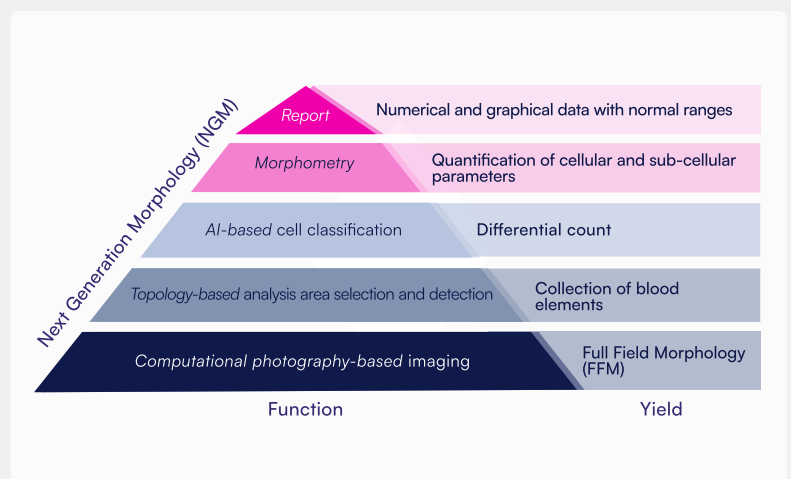 Next Generation Morphology (NGM)
Report
Numerical and graphical data with normal ranges
Morphometry
Quantification of cellular and sub-cellular
parameters
AI-based cell classification
Differential count
Topology-based analysis area selection and detection
Collection of blood
elements
Computational photography-based imaging
Full Field Morphology
(FFM)
Function
Yield